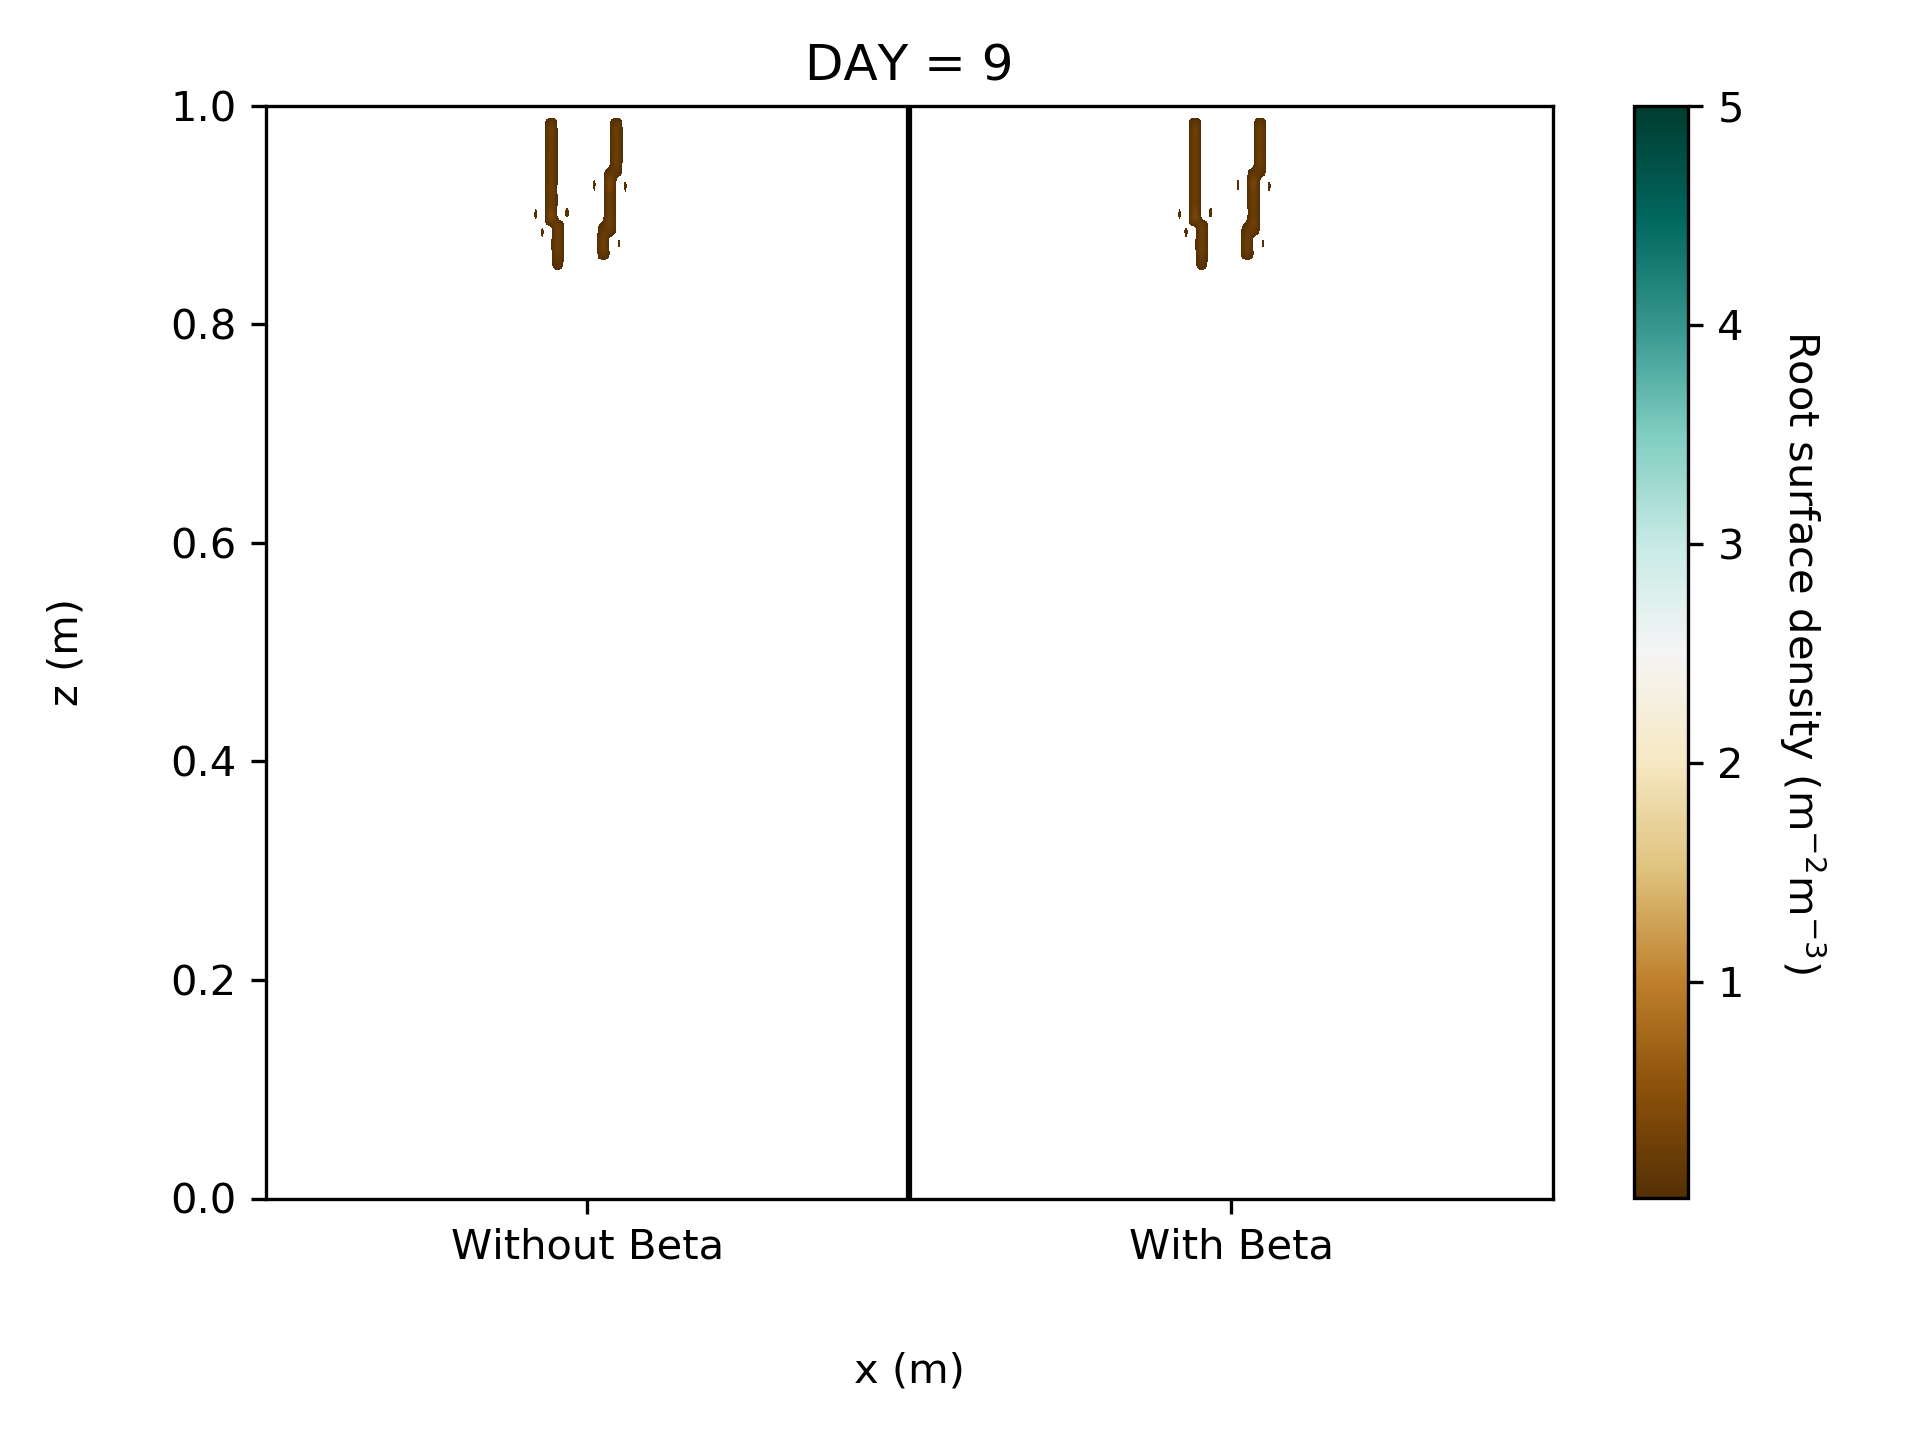 DAY = 9
1.0
0.8
0.6
0.4
0.2
0.0
z (m)
Without Beta
With Beta
x (m)
5
4
3
2
1
Root surface density (m⁻²m⁻³)